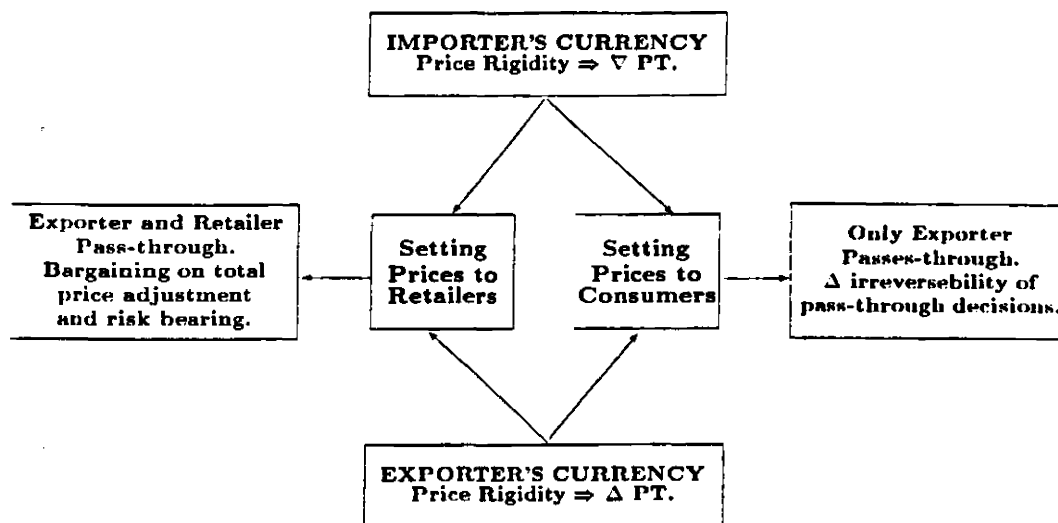 IMPORTER'S CURRENCY
Price Rigidity ⇒ ∇ PT.
Exporter and Retailer
Pass-through.
Bargaining on total
price adjustment
and risk bearing.
Setting
Prices to
Retailers
Setting
Prices to
Consumers
Only Exporter
Passes-through.
Δ irreversebility of
pass-through decisions.
EXPORTER'S CURRENCY
Price Rigidity ⇒ Δ PT.